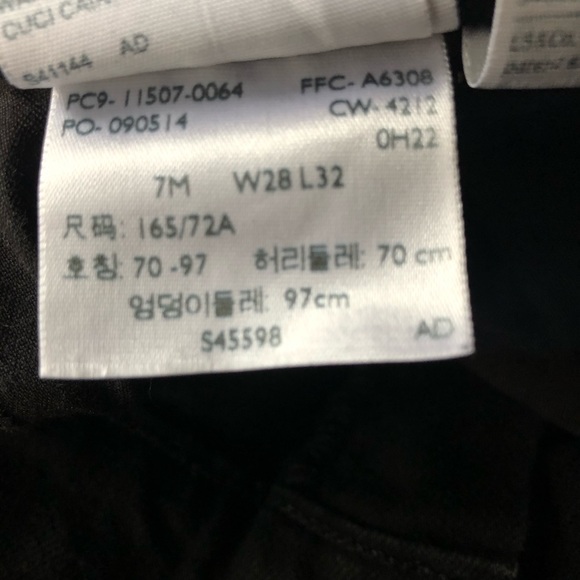 CUCI
S41144 AD
PC9- 11507-0064 FFC- A6308
PO- 090514 CW- 4212
0H22
7M W28 L32
尺码: 165/72A
호칭: 70 -97 허리둘레: 70 cm
엉덩이둘레: 97cm
S45598 AD